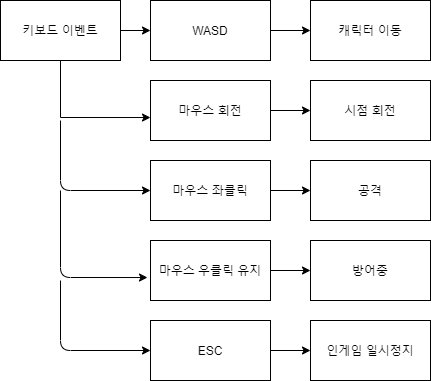 키보드 이벤트
WASD
캐릭터 이동
마우스 회전
시점 회전
마우스 좌클릭
공격
마우스 우클릭 유지
방어중
ESC
인게임 일시정지